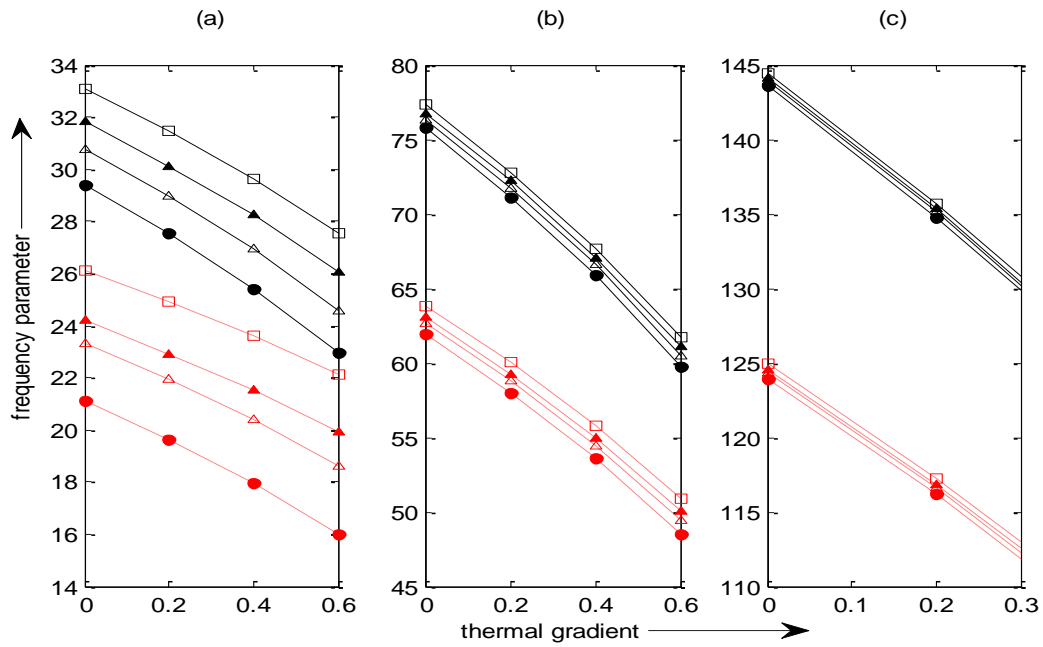 (a) (b) (c)
34 80 145
32 75 140
30 70 135
28 65 130
26 60 125
24 55 120
22 50 115
20 45 110
18
16
14
frequency parameter
0 0.2 0.4 0.6 0 0.2 0.4 0.6 0 0.1 0.2 0.3
thermal gradient